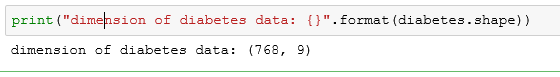 print("dimension of diabetes data: {}".format(diabetes.shape))
dimension of diabetes data: (768, 9)